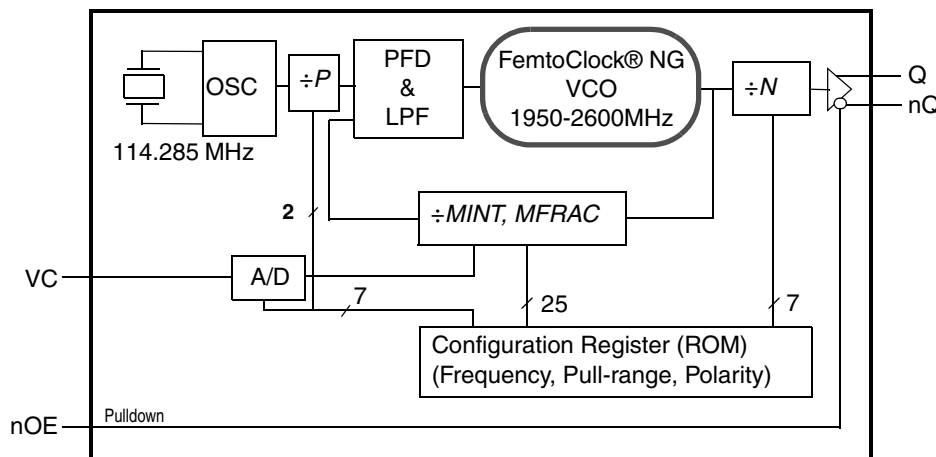 OSC
114.285 MHz
÷P
PFD
&
LPF
FemtoClock® NG
VCO
1950-2600MHz
÷N
Q
nQ
2
÷MINT, MFRAC
VC
A/D
7
25
7
Configuration Register (ROM)
(Frequency, Pull-range, Polarity)
nOE
Pulldown